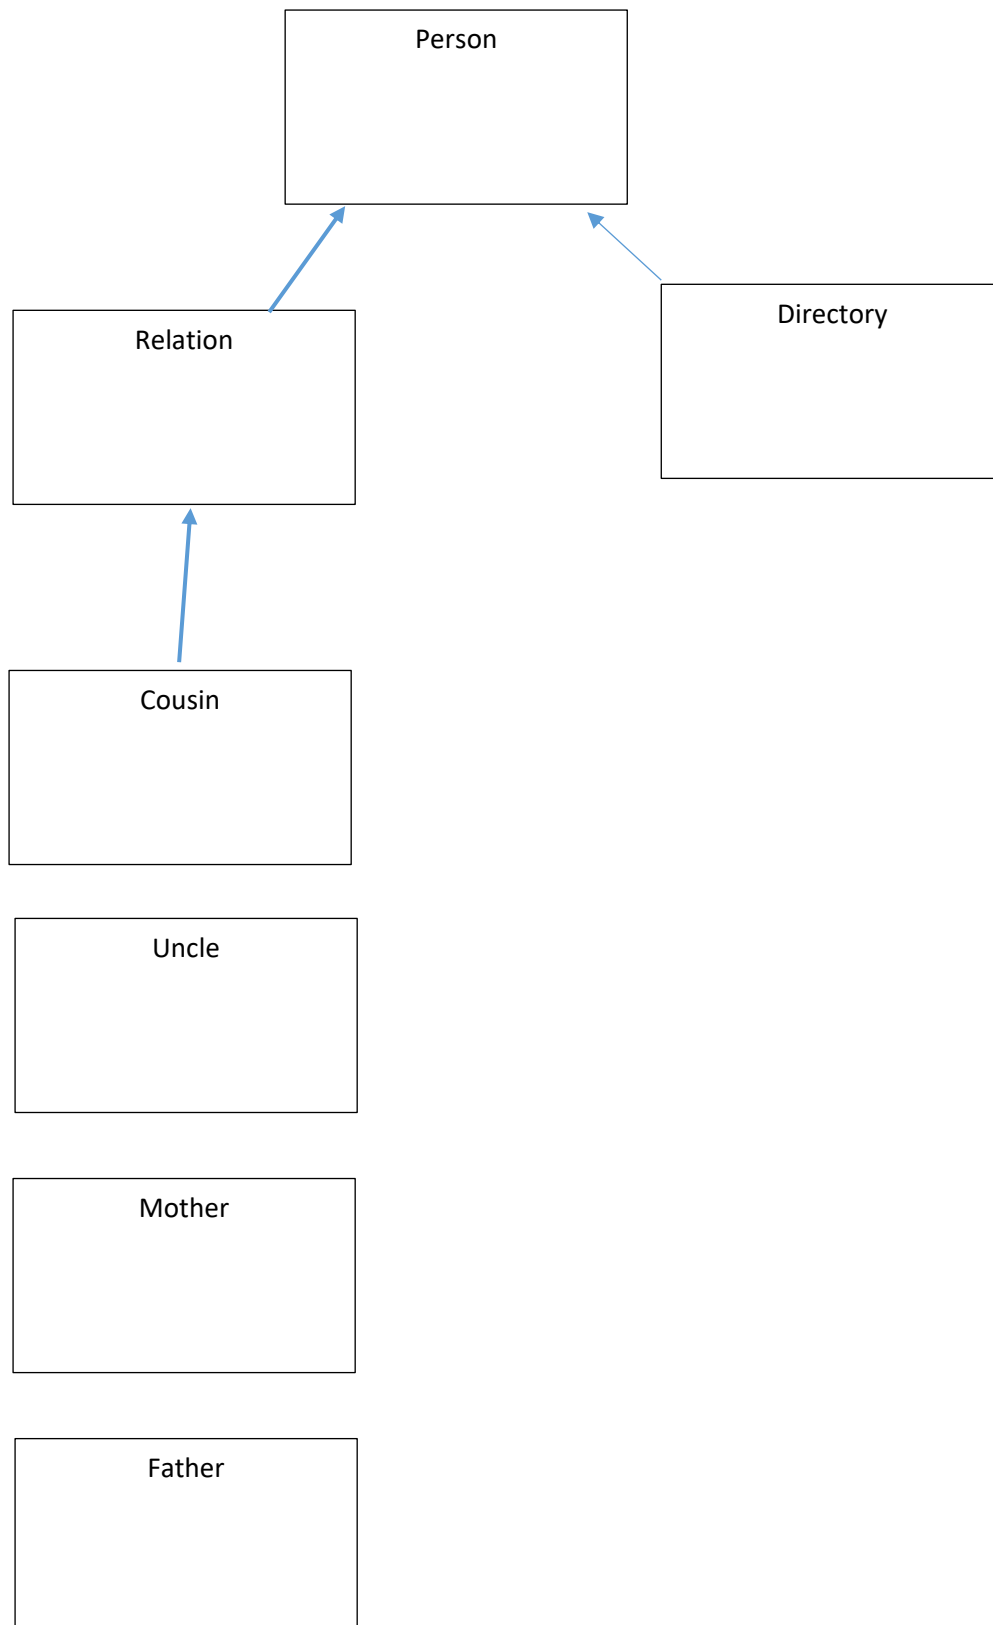 Person
Relation
Directory
Cousin
Uncle
Mother
Father